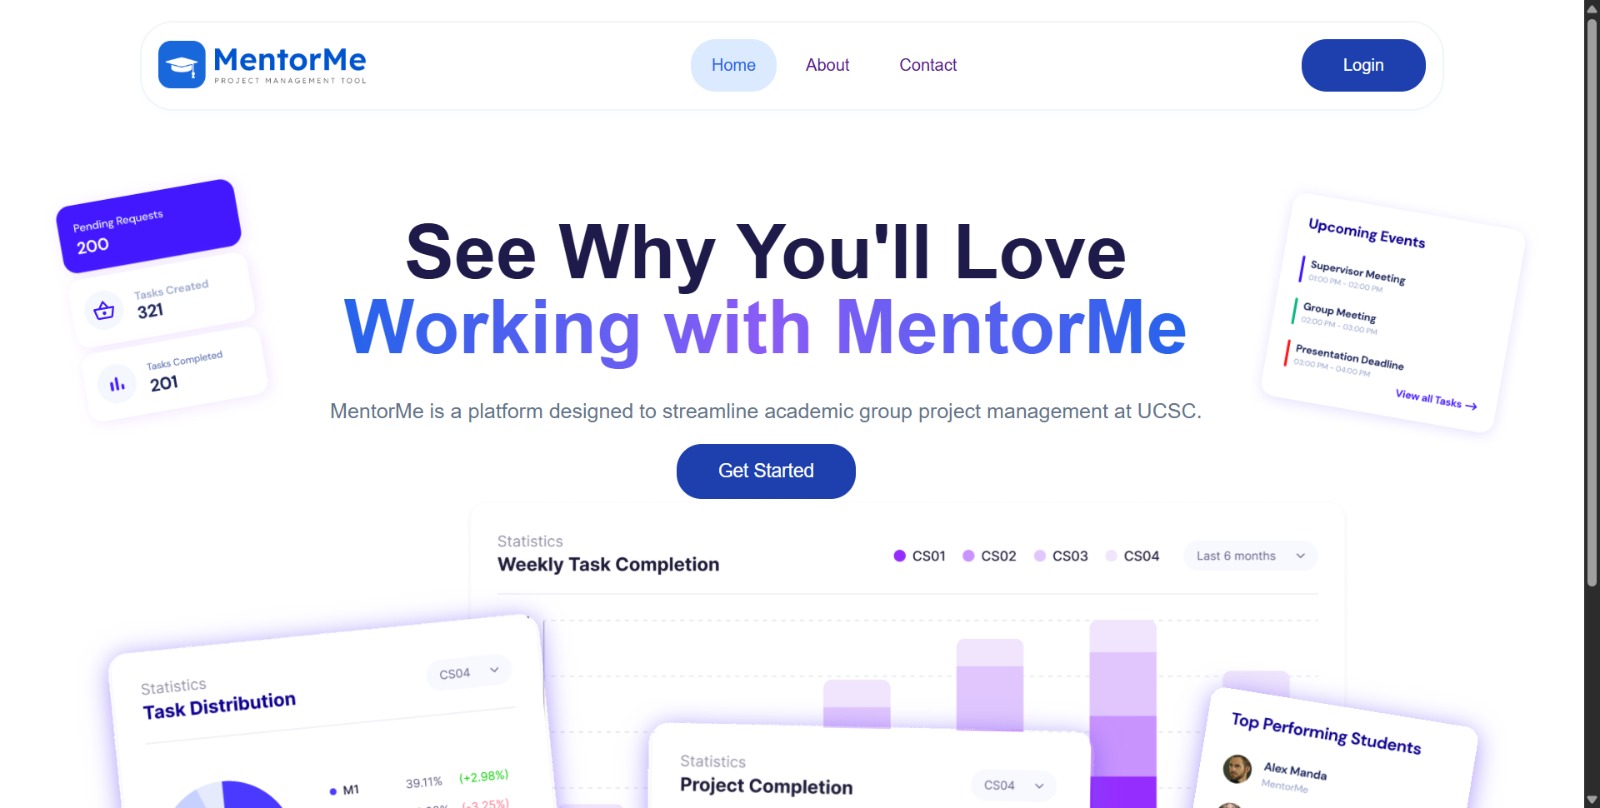 MentorMe
PROJECT MANAGEMENT TOOL
Home
About
Contact
Login
Pending Requests
200
Tasks Created
321
Tasks Completed
201
See Why You'll Love
Working with MentorMe
MentorMe is a platform designed to streamline academic group project management at UCSC.
Get Started
Upcoming Events
Supervisor Meeting
01:00 PM - 02:00 PM
Group Meeting
02:00 PM - 03:00 PM
Presentation Deadline
03:00 PM - 04:00 PM
View all Tasks →
Statistics
Weekly Task Completion
CS01
CS02
CS03
CS04
Last 6 months
Statistics
Task Distribution
CS04
M1
39.11%
(+2.98%)
(-3.25%)
Statistics
Project Completion
CS04
Top Performing Students
Alex Manda
MentorMe